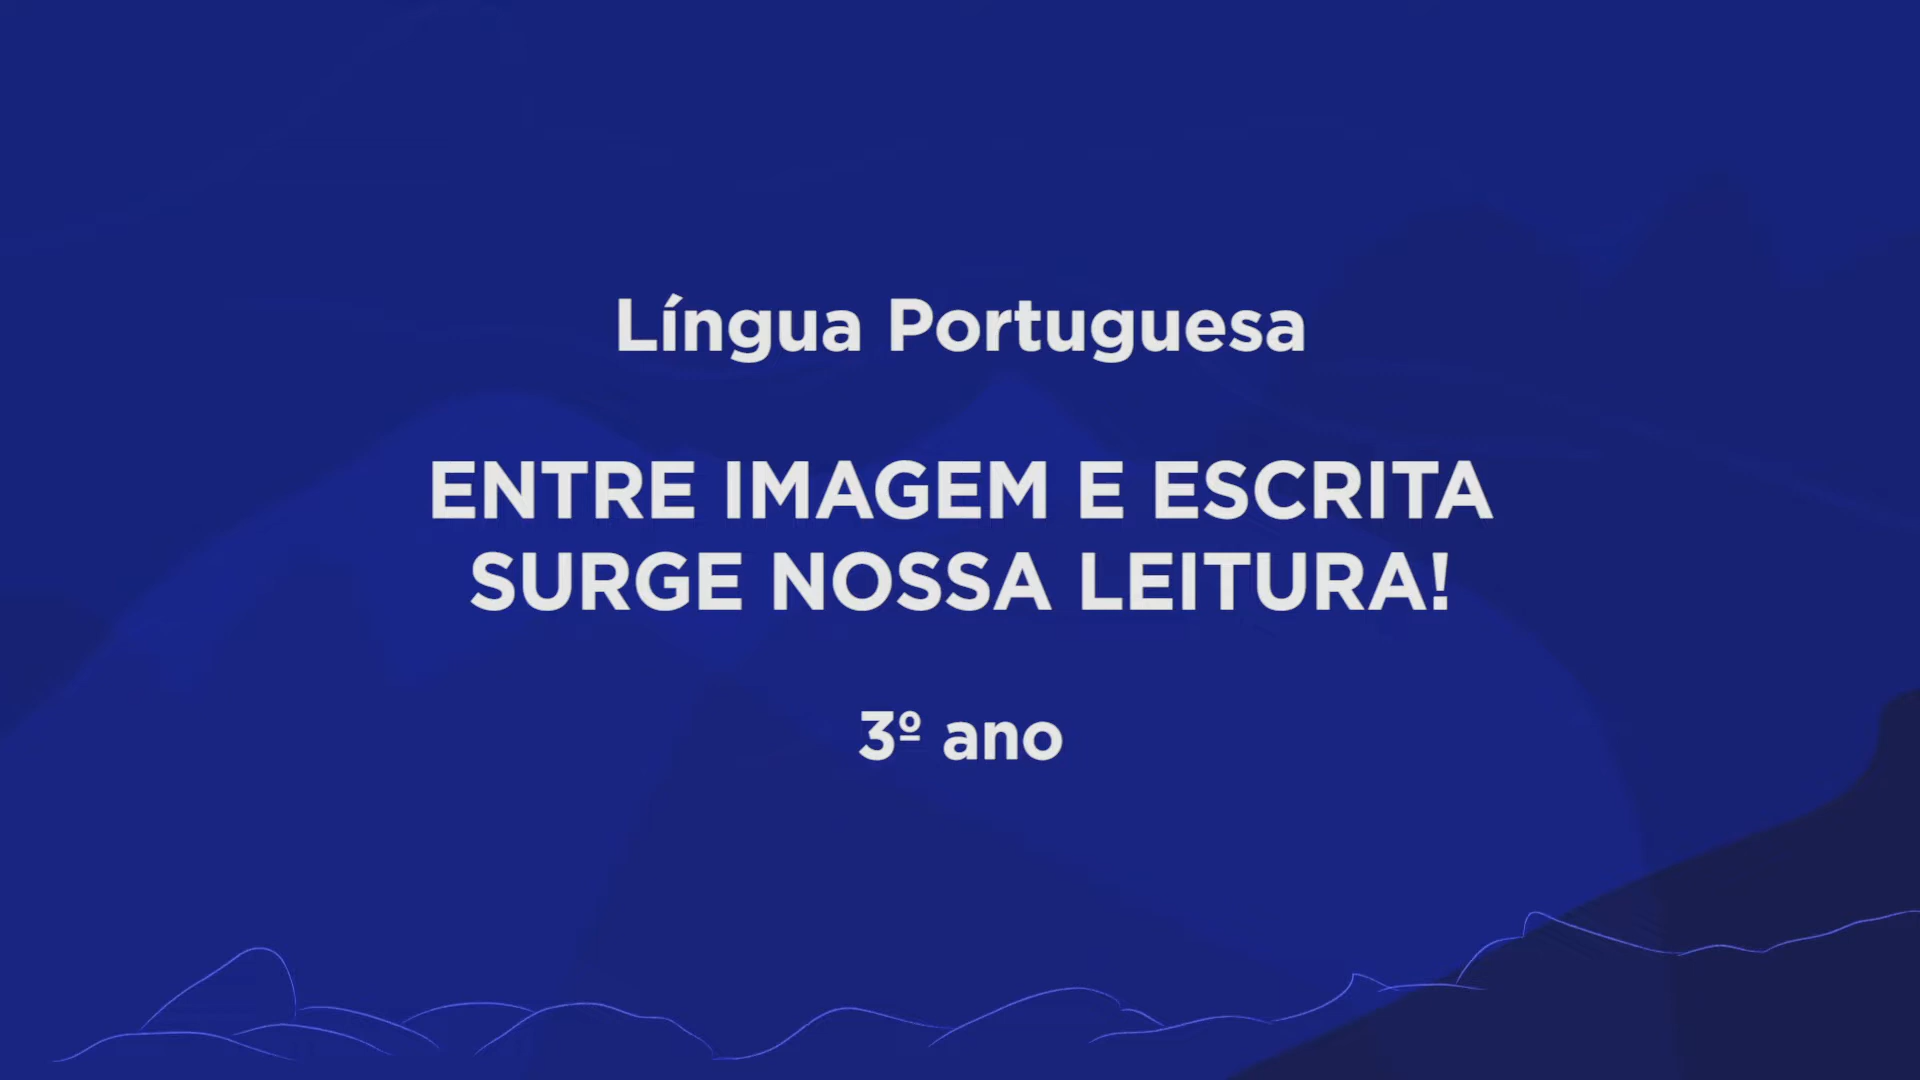 Língua Portuguesa
ENTRE IMAGEM E ESCRITA
SURGE NOSSA LEITURA!
3º ano